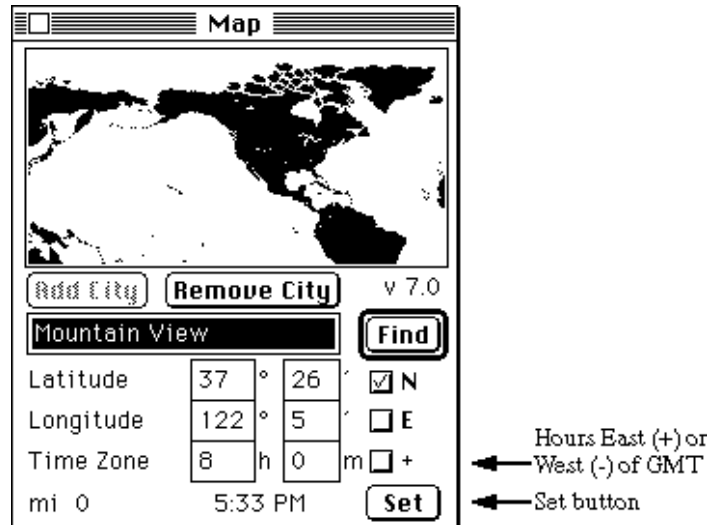 Map
Add City Remove City v 7.0
Mountain View Find
Latitude 37 ° 26 ´ N
Longitude 122 ° 5 ´ E
Time Zone 8 h 0 m +
Hours East (+) or
West (-) of GMT
mi 0 5:33 PM Set
Set button